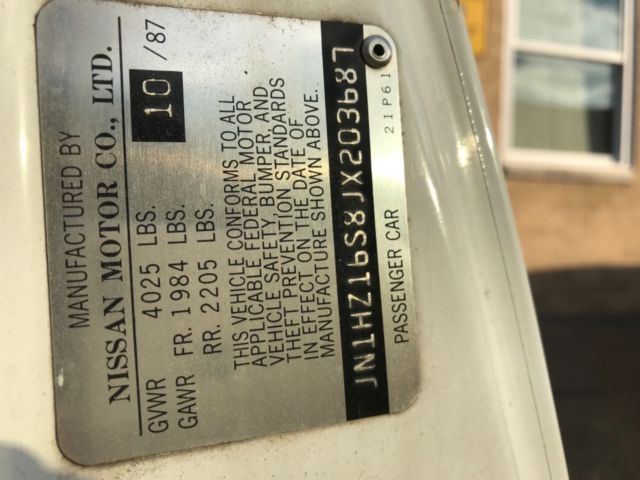 MANUFACTURED BY
NISSAN MOTOR CO., LTD.
10 /87
GVWR 4025 LBS.
GAWR FR. 1984 LBS.
RR. 2205 LBS.
THIS VEHICLE CONFORMS TO ALL
APPLICABLE FEDERAL MOTOR
VEHICLE SAFETY, BUMPER, AND
THEFT PREVENTION STANDARDS
IN EFFECT ON THE DATE OF
MANUFACTURE SHOWN ABOVE.
JN1HZ16S8JX203687
PASSENGER CAR 21P61